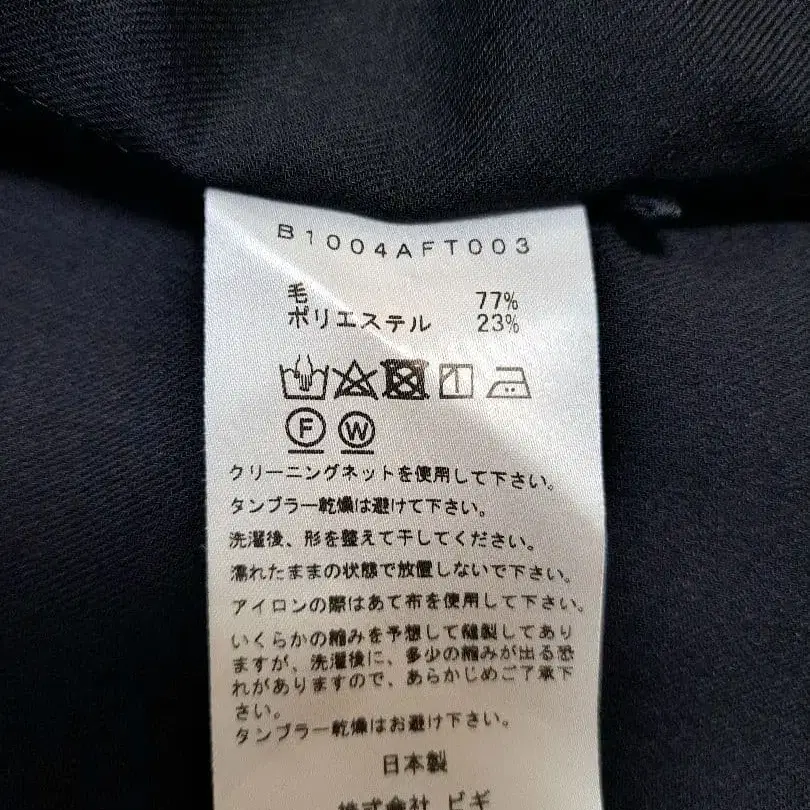 B1004AFT003
毛 77%
ポリエステル 23%
F W
クリーニングネットを使用して下さい。
タンブラー乾燥は避けて下さい。
洗濯後、形を整えて干してください。
濡れたままの状態で放置しないで下さい。
アイロンの際はあて布を使用して下さい。
いくらかの縮みを予想して縫製してあり
ますが、洗濯後に、多少の縮みが出る恐
れがありますので、あらかじめご了承下
さい。
タンブラー乾燥はお避け下さい。
日本製
株式会社 ビギ